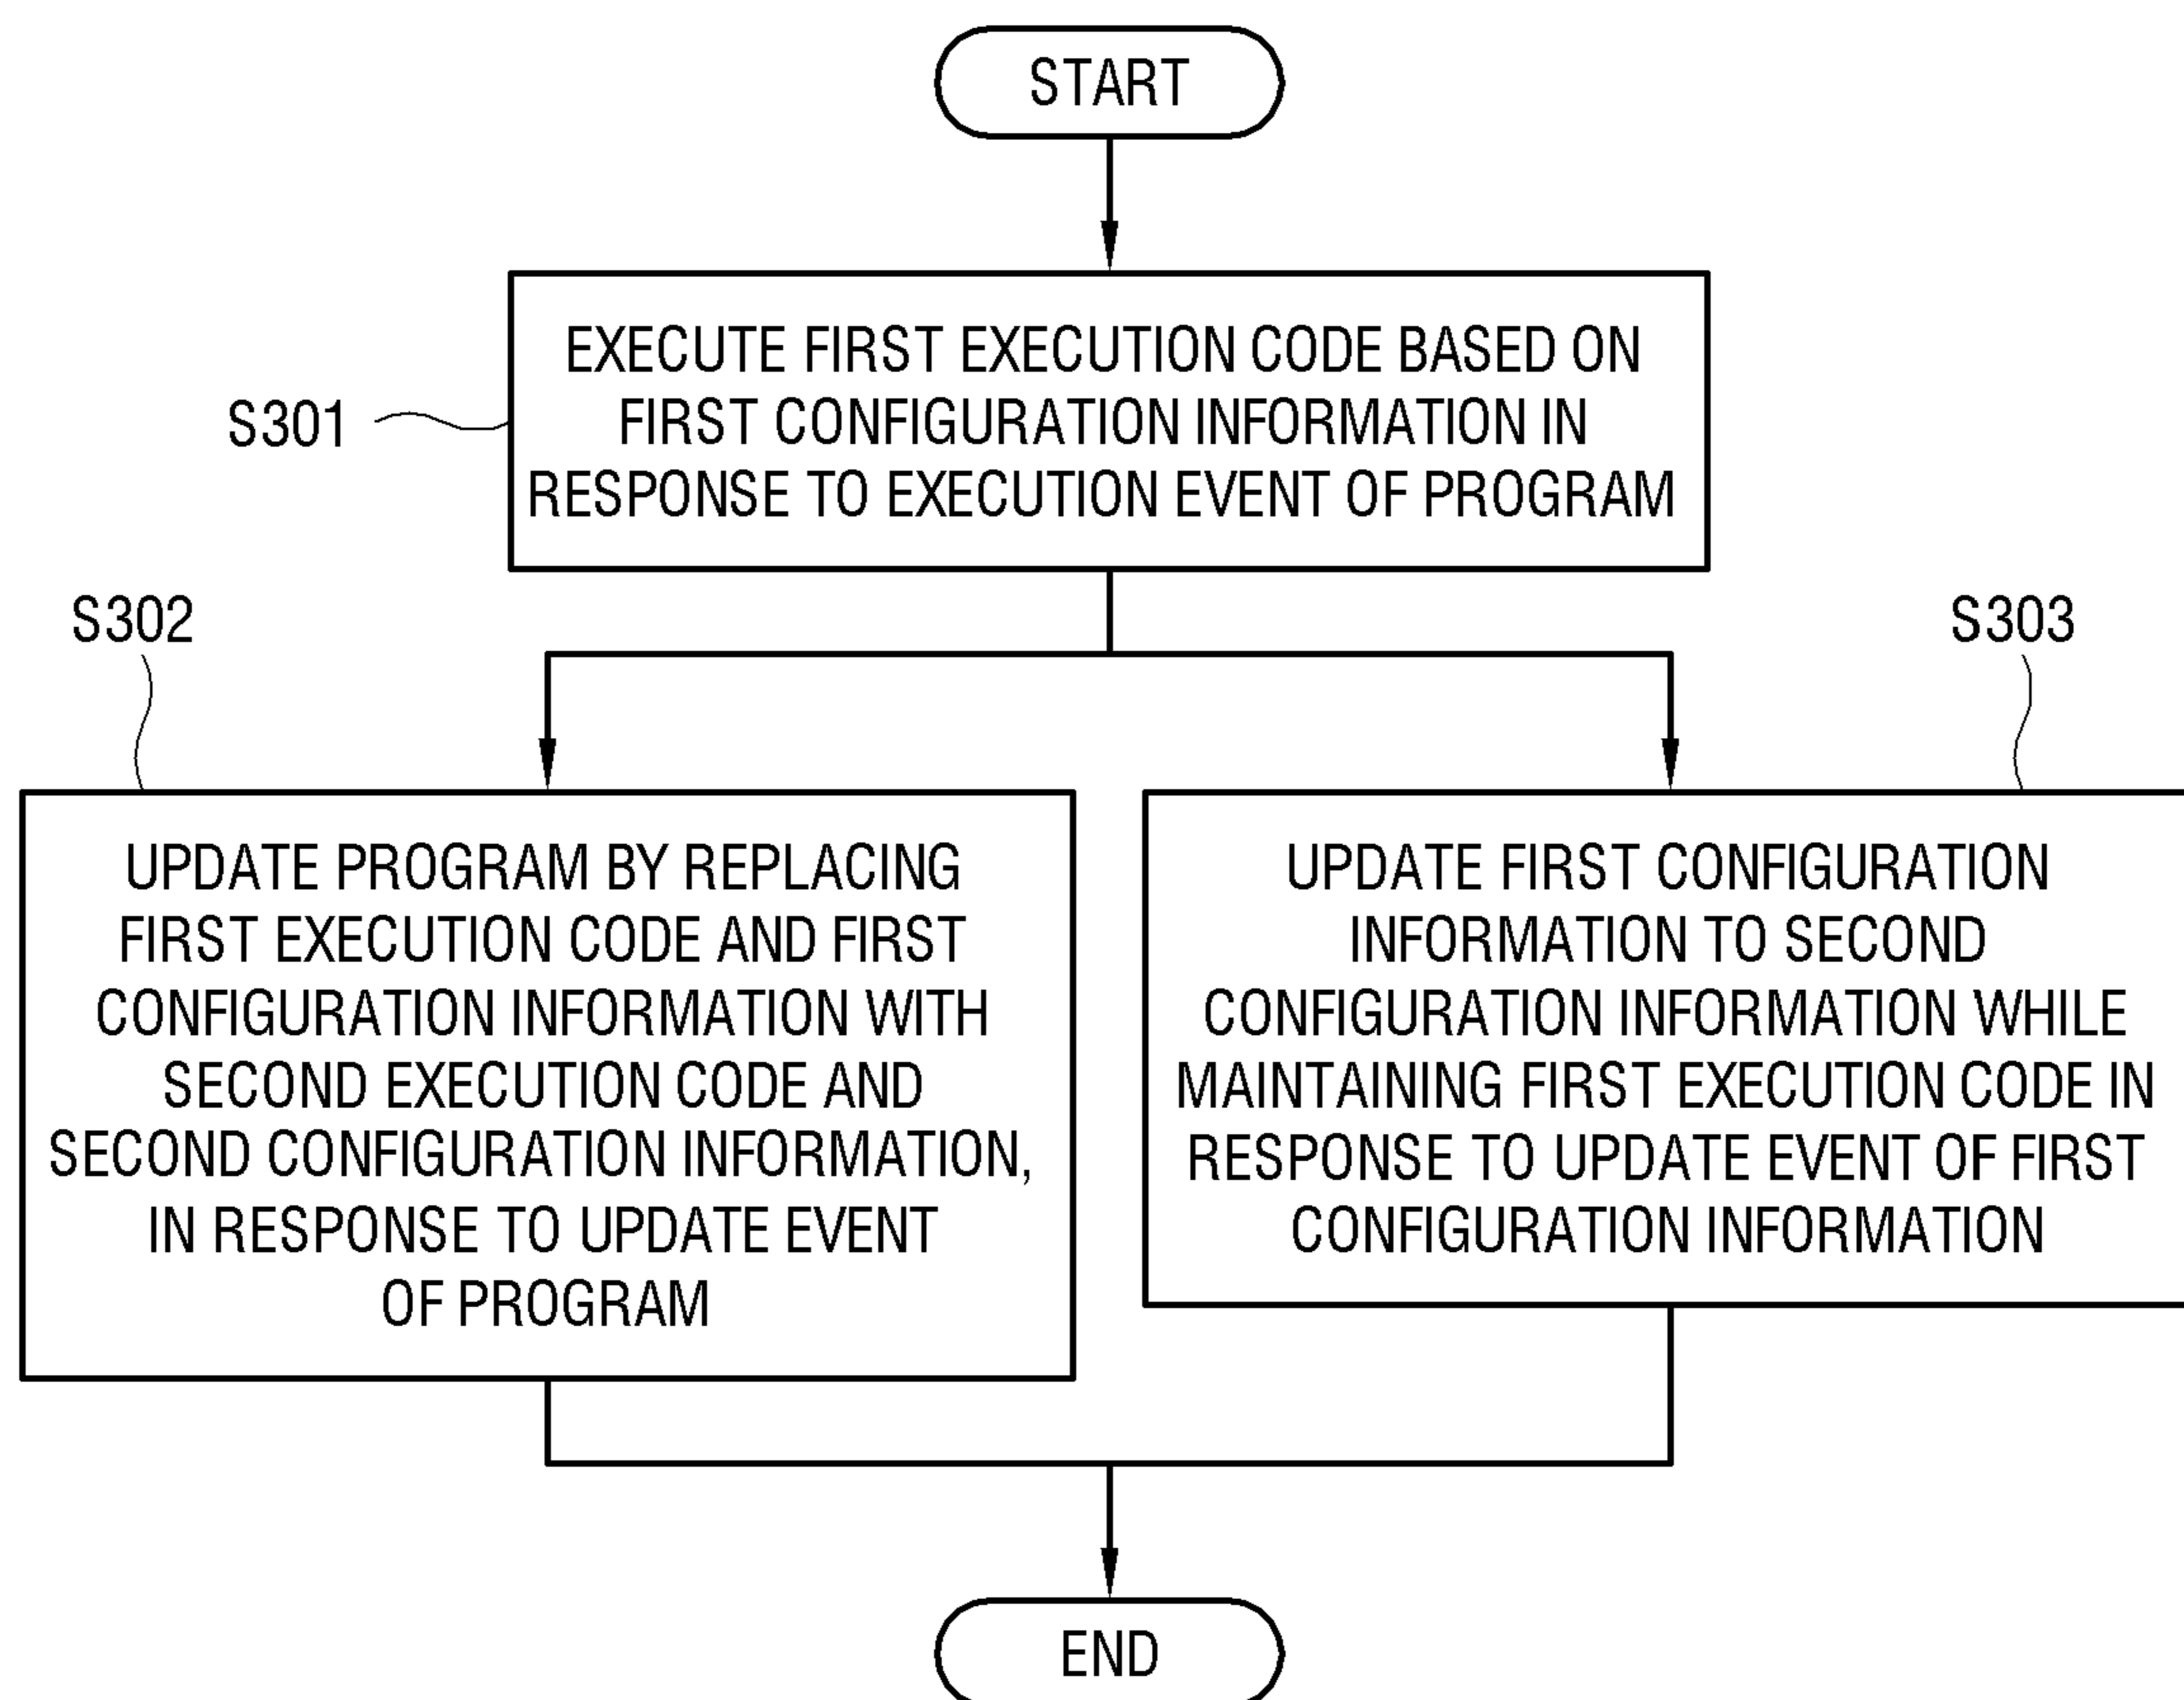 START
S301
EXECUTE FIRST EXECUTION CODE BASED ON
FIRST CONFIGURATION INFORMATION IN
RESPONSE TO EXECUTION EVENT OF PROGRAM
S302
UPDATE PROGRAM BY REPLACING
FIRST EXECUTION CODE AND FIRST
CONFIGURATION INFORMATION WITH
SECOND EXECUTION CODE AND
SECOND CONFIGURATION INFORMATION,
IN RESPONSE TO UPDATE EVENT
OF PROGRAM
S303
UPDATE FIRST CONFIGURATION
INFORMATION TO SECOND
CONFIGURATION INFORMATION WHILE
MAINTAINING FIRST EXECUTION CODE IN
RESPONSE TO UPDATE EVENT OF FIRST
CONFIGURATION INFORMATION
END